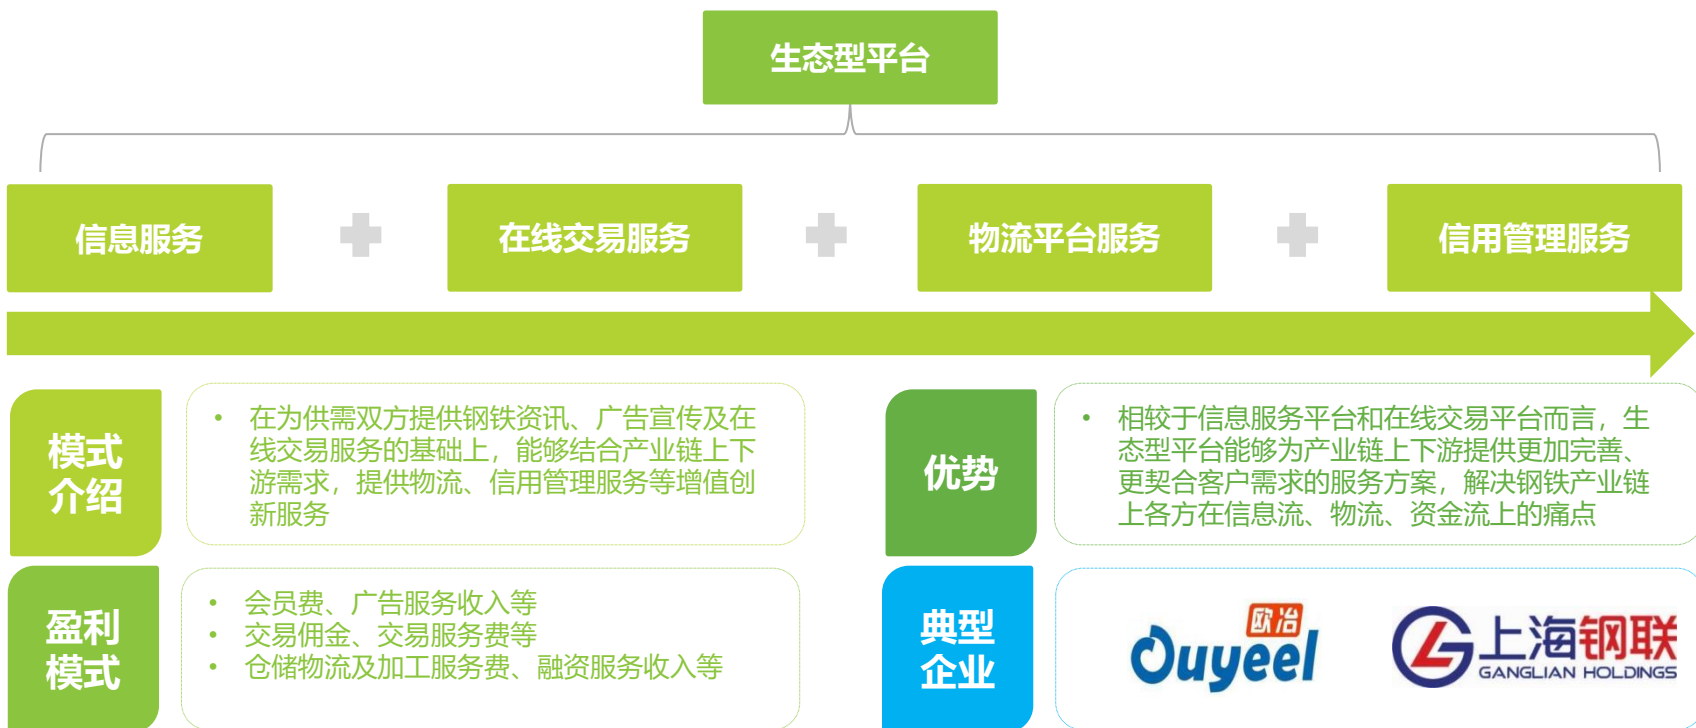 生态型平台
信息服务
在线交易服务
物流平台服务
信用管理服务
模式
介绍
• 在为供需双方提供钢铁资讯、广告宣传及在
线交易服务的基础上，能够结合产业链上下
游需求，提供物流、信用管理服务等增值创
新服务
优势
• 相较于信息服务平台和在线交易平台而言，生
态型平台能够为产业链上下游提供更加完善、
更契合客户需求的服务方案，解决钢铁产业链
上各方在信息流、物流、资金流上的痛点
盈利
模式
• 会员费、广告服务收入等
• 交易佣金、交易服务费等
• 仓储物流及加工服务费、融资服务收入等
典型
企业
欧冶
Ouyeel
上海钢联
GANGLIAN HOLDINGS